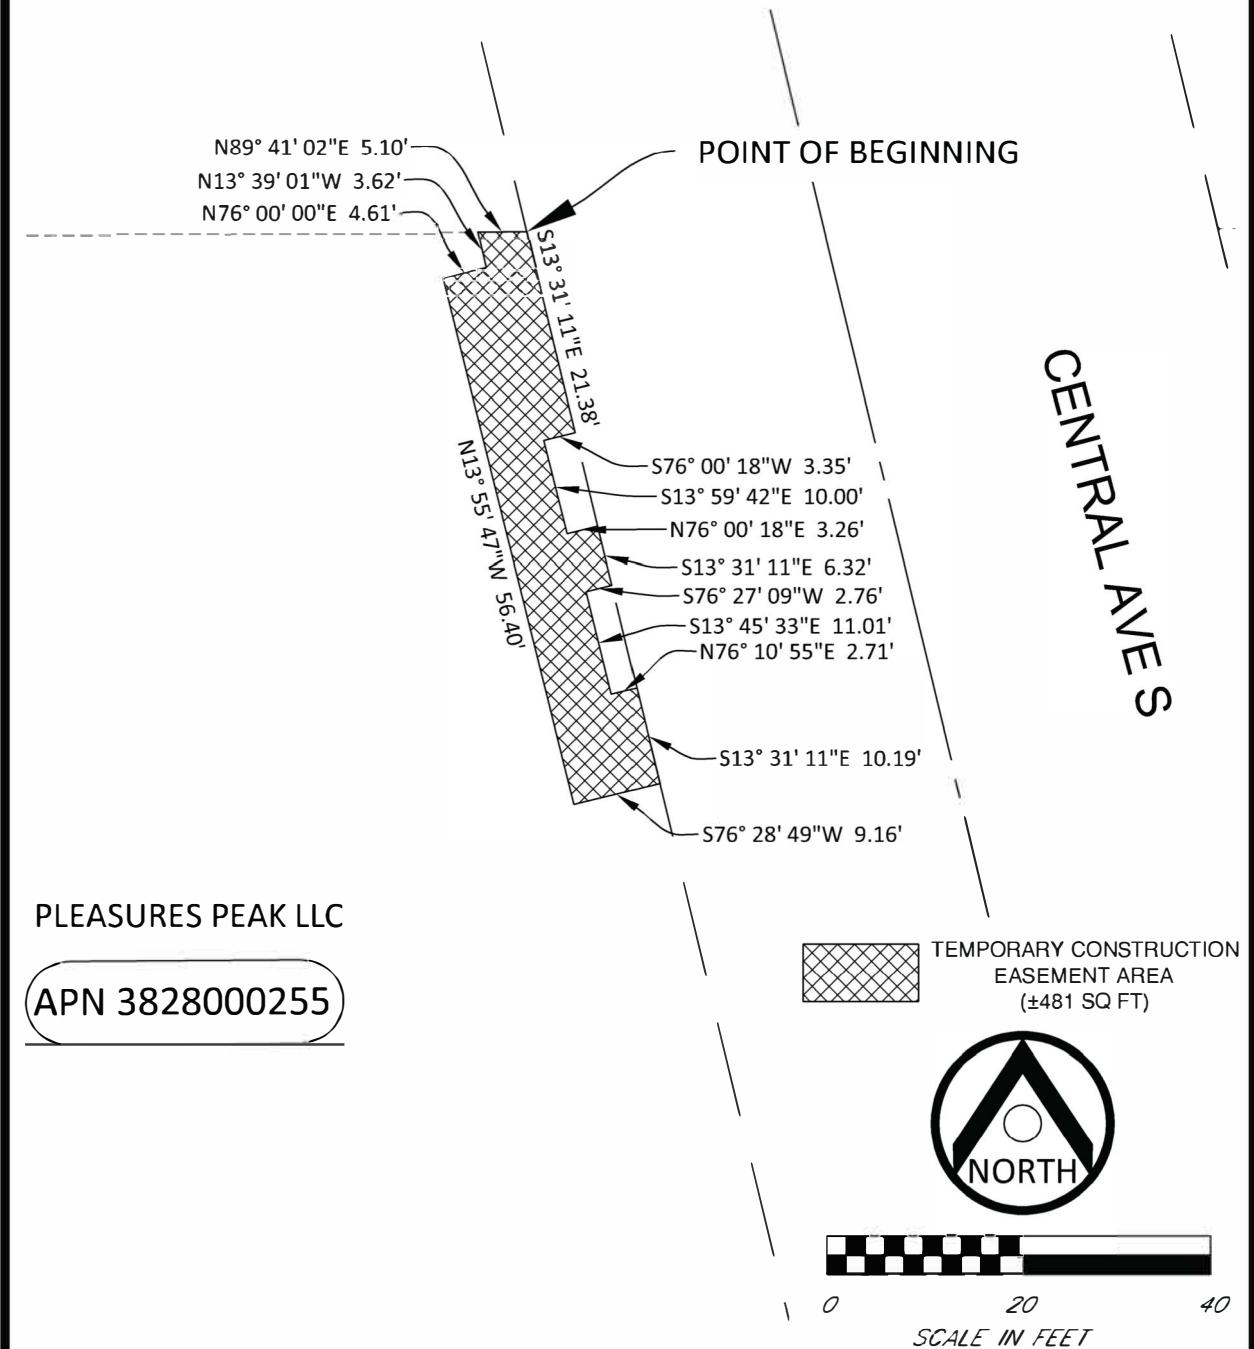 N89° 41' 02"E 5.10'
POINT OF BEGINNING
N13° 39' 01"W 3.62'
N76° 00' 00"E 4.61'
S13° 31' 11"E 21.38'
N13° 55' 47"W 56.40'
S76° 00' 18"W 3.35'
S13° 59' 42"E 10.00'
N76° 00' 18"E 3.26'
S13° 31' 11"E 6.32'
S76° 27' 09"W 2.76'
S13° 45' 33"E 11.01'
N76° 10' 55"E 2.71'
S13° 31' 11"E 10.19'
S76° 28' 49"W 9.16'
CENTRAL AVE S
PLEASURES PEAK LLC
APN 3828000255
TEMPORARY CONSTRUCTION
EASEMENT AREA
(±481 SQ FT)
NORTH
0 20 40
SCALE IN FEET